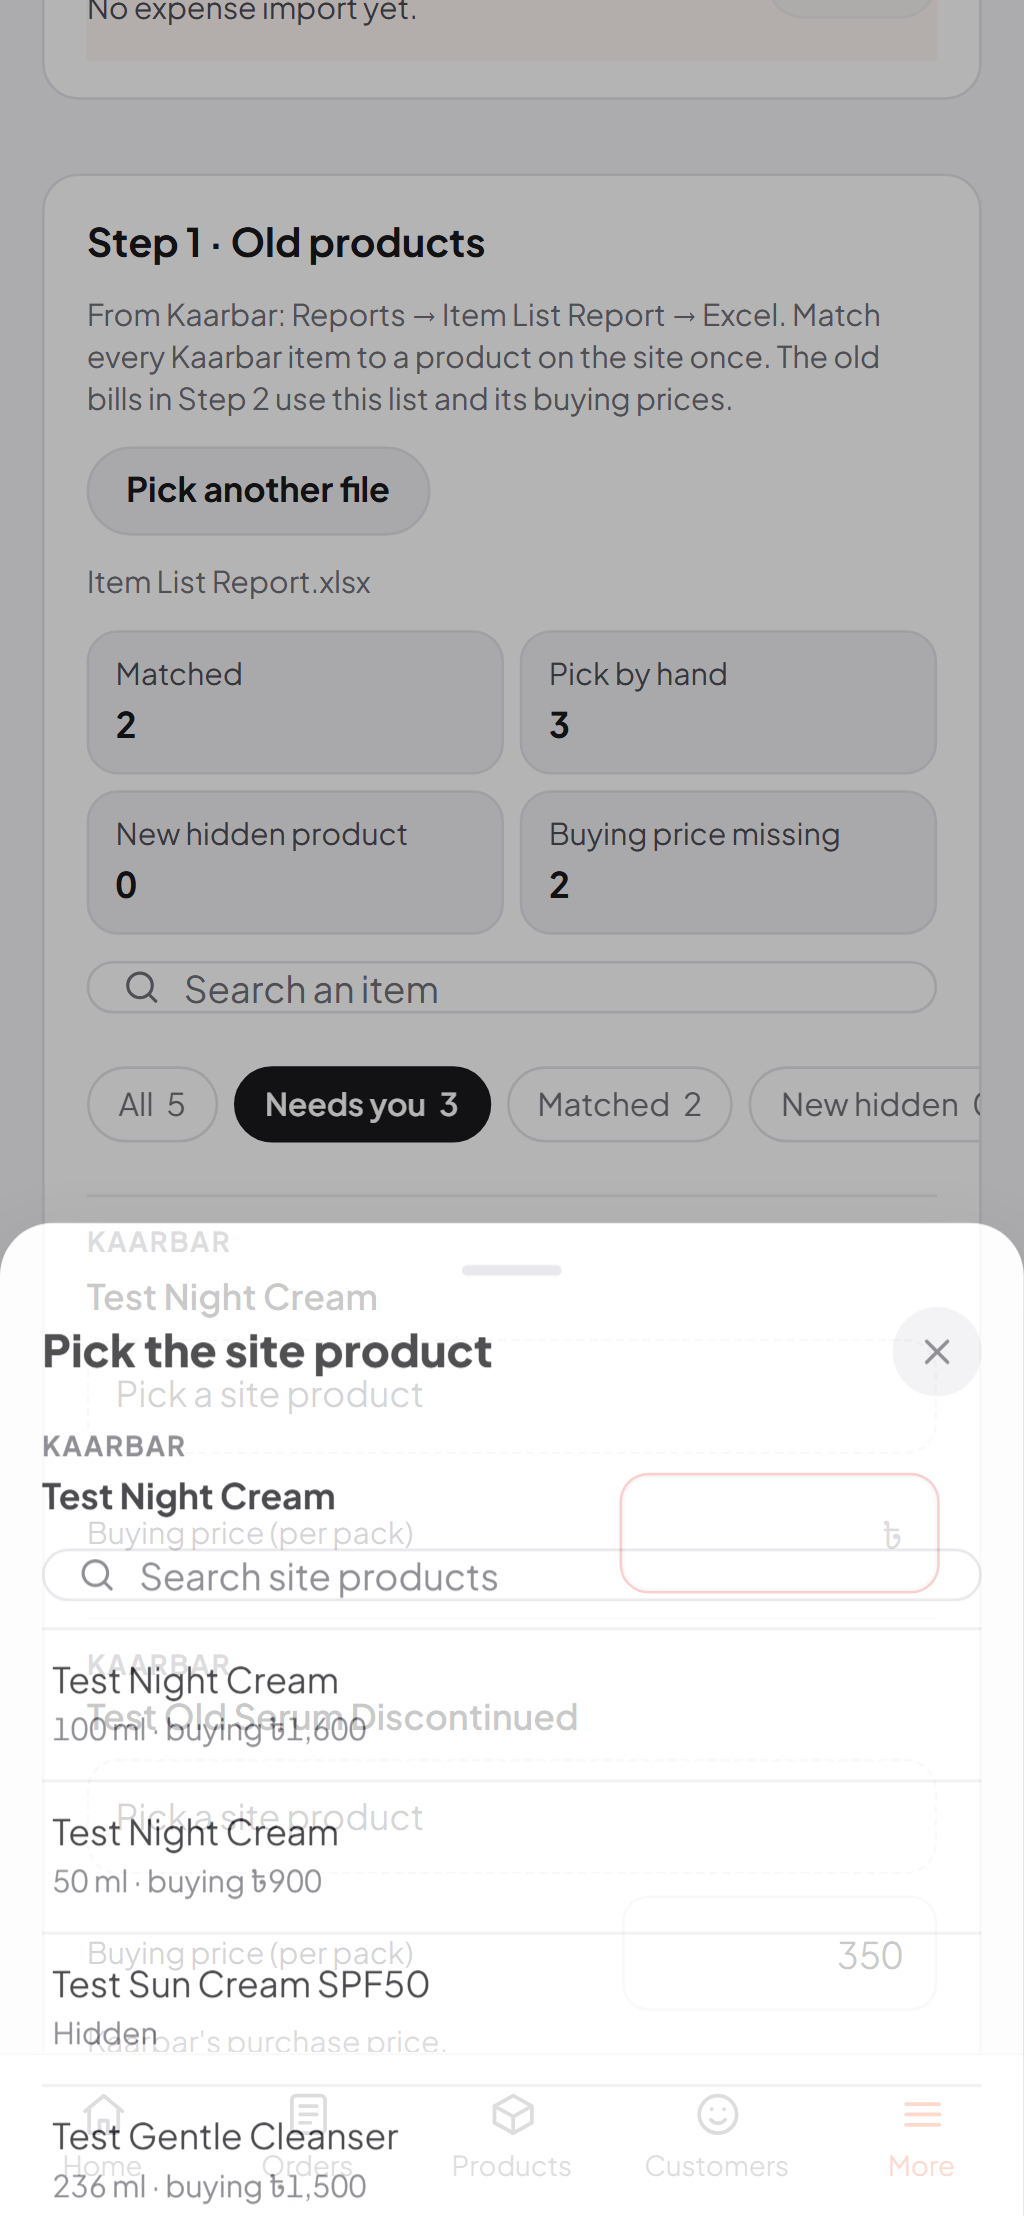 No expense import yet.
Step 1 · Old products
From Kaarbar: Reports → Item List Report → Excel. Match
every Kaarbar item to a product on the site once. The old
bills in Step 2 use this list and its buying prices.
Pick another file
Item List Report.xlsx
Matched
2
Pick by hand
3
New hidden product
0
Buying price missing
2
Search an item
All 5
Needs you 3
Matched 2
New hidden
KAARBAR
Test Night Cream
Pick the site product
Pick a site product
KAARBAR
Test Night Cream
Buying price (per pack)
৳
Search site products
KAARBAR
Test Night Cream
Test Old Serum Discontinued
100 ml · buying ৳1,600
Pick a site product
Test Night Cream
50 ml · buying ৳900
Buying price (per pack)
350
Test Sun Cream SPF50
Hidden
Kaarbar's purchase price.
Test Gentle Cleanser
236 ml · buying ৳1,500
Home
Orders
Products
Customers
More